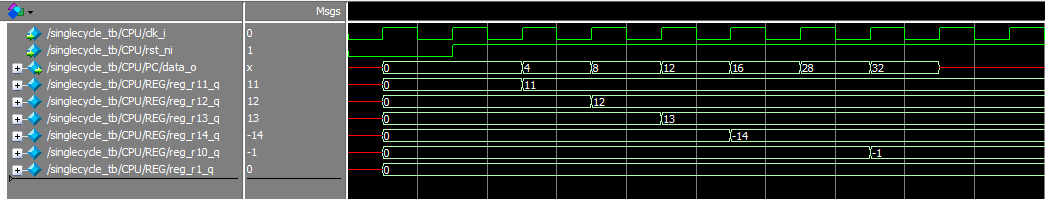 Msgs
/singlecycle_tb/CPU/clk_i 0
/singlecycle_tb/CPU/rst_ni 1
/singlecycle_tb/CPU/PC/data_o x 0 4 8 12 16 28 32
/singlecycle_tb/CPU/REG/reg_r11_q 11 0 11
/singlecycle_tb/CPU/REG/reg_r12_q 12 0 12
/singlecycle_tb/CPU/REG/reg_r13_q 13 0 13
/singlecycle_tb/CPU/REG/reg_r14_q -14 0 -14
/singlecycle_tb/CPU/REG/reg_r10_q -1 0 -1
/singlecycle_tb/CPU/REG/reg_r1_q 0 0